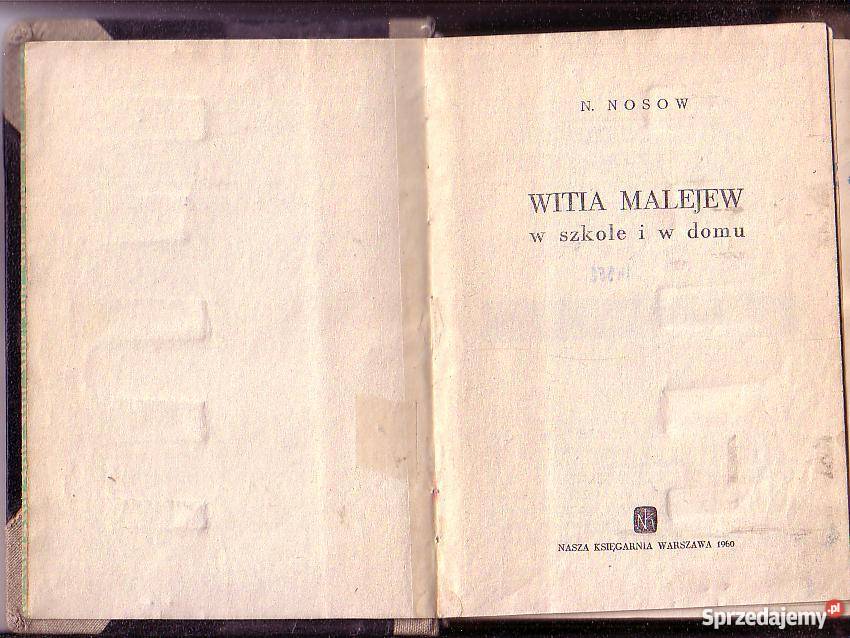 N. NOSOW
WITIA MALEJEW
w szkole i w domu
NASZA KSIĘGARNIA WARSZAWA 1960
Sprzedajemy.pl